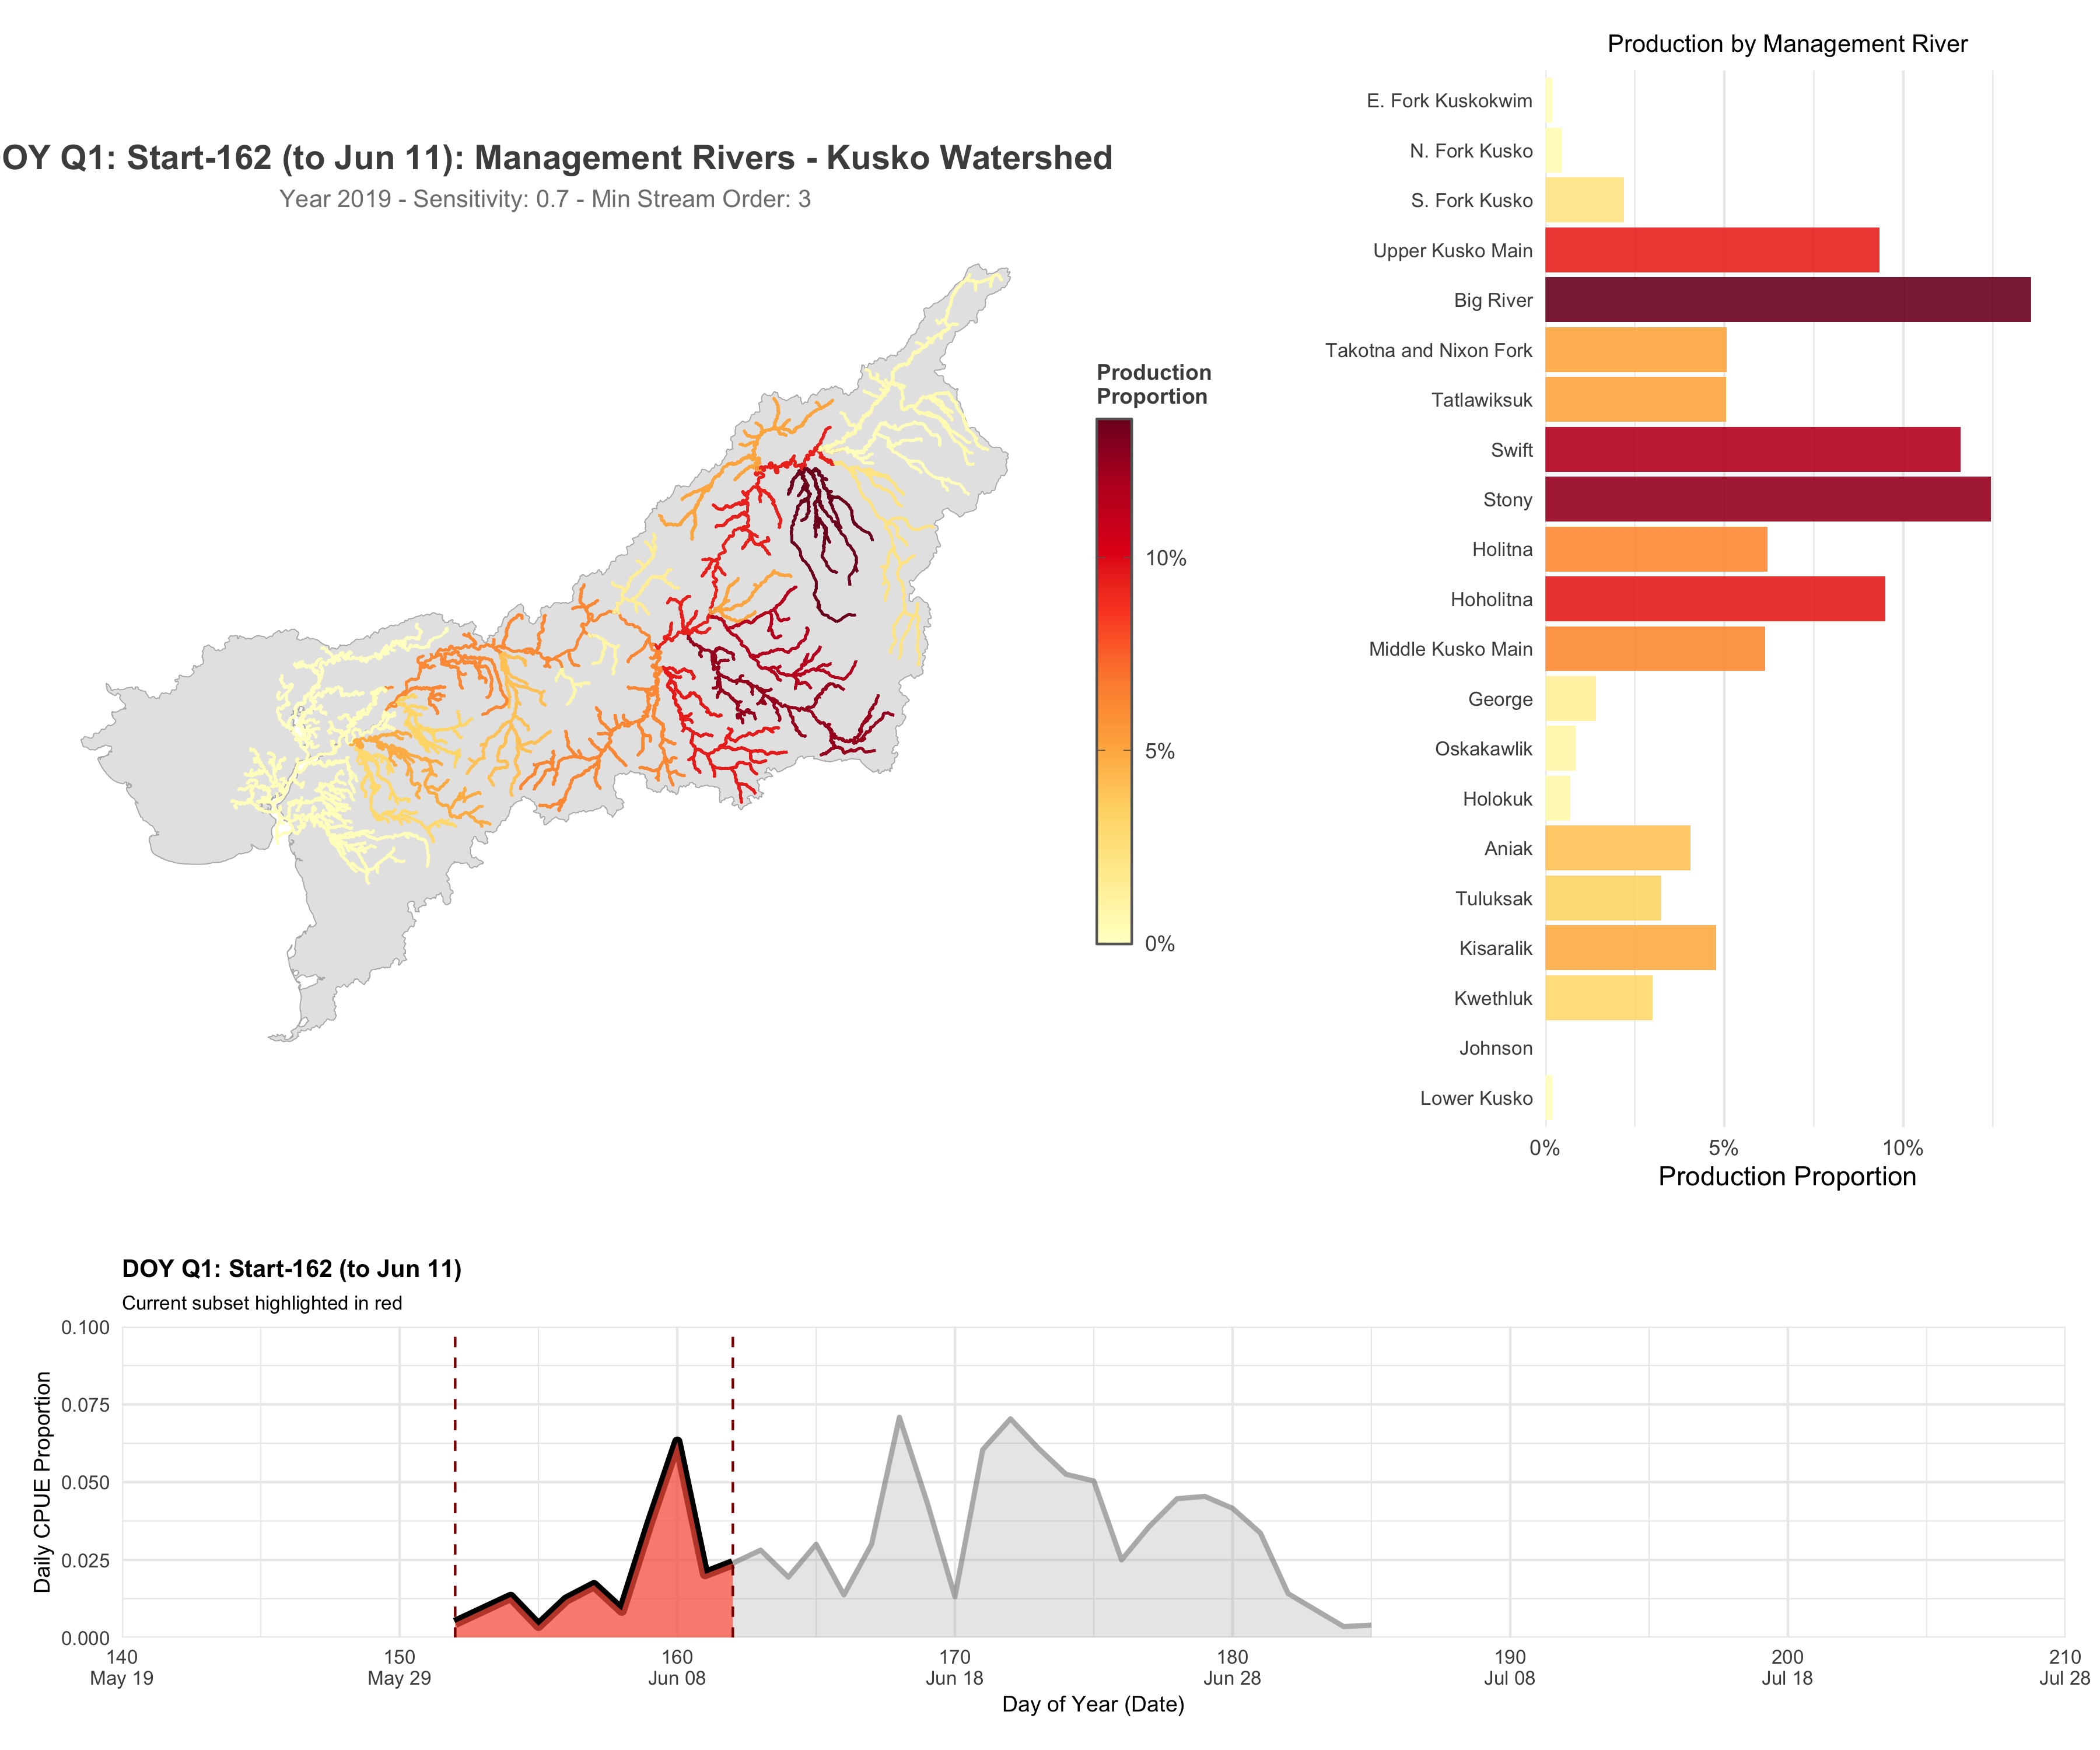 OY Q1: Start-162 (to Jun 11): Management Rivers - Kusko Watershed
Year 2019 - Sensitivity: 0.7 - Min Stream Order: 3
Production
Proportion
10%
5%
0%
Production by Management River
E. Fork Kuskokwim
N. Fork Kusko
S. Fork Kusko
Upper Kusko Main
Big River
Takotna and Nixon Fork
Tatlawiksuk
Swift
Stony
Holitna
Hoholitna
Middle Kusko Main
George
Oskakawlik
Holokuk
Aniak
Tuluksak
Kisaralik
Kwethluk
Johnson
Lower Kusko
0% 5% 10%
Production Proportion
DOY Q1: Start-162 (to Jun 11)
Current subset highlighted in red
Daily CPUE Proportion
0.100
0.075
0.050
0.025
0.000
140 150 160 170 180 190 200 210
May 19 May 29 Jun 08 Jun 18 Jun 28 Jul 08 Jul 18 Jul 28
Day of Year (Date)